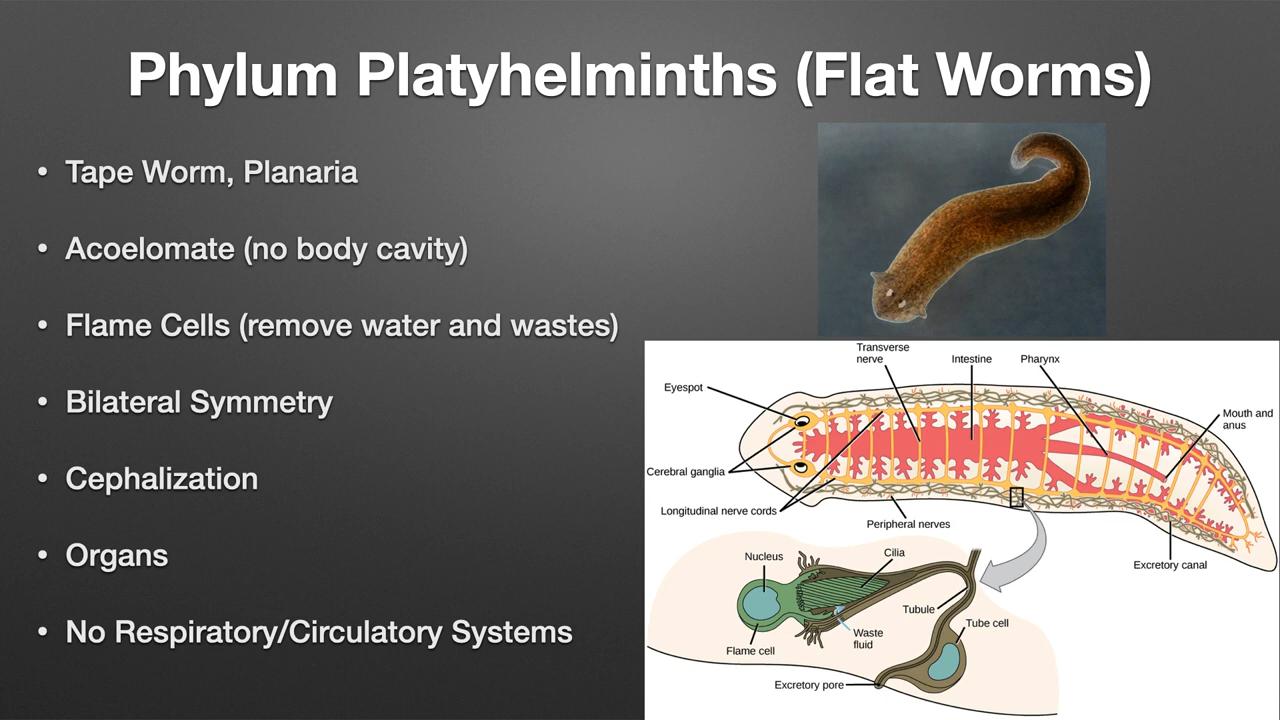 Phylum Platyhelminths (Flat Worms)
• Tape Worm, Planaria
• Acoelomate (no body cavity)
• Flame Cells (remove water and wastes)
• Bilateral Symmetry
• Cephalization
• Organs
• No Respiratory/Circulatory Systems
Transverse
nerve
Intestine
Pharynx
Eyespot
Mouth and
anus
Cerebral ganglia
Longitudinal nerve cords
Peripheral nerves
Excretory canal
Nucleus
Cilia
Tubule
Tube cell
Waste
fluid
Flame cell
Excretory pore